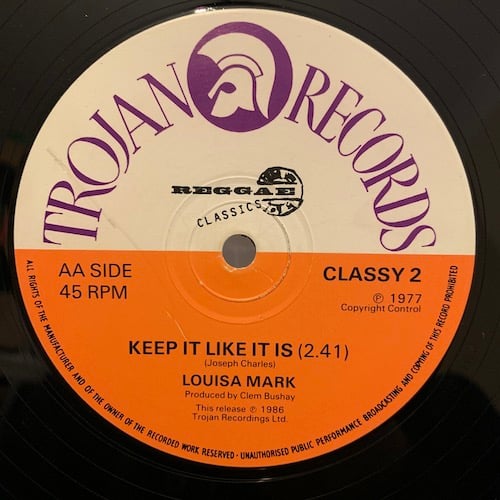 TROJAN RECORDS
REGGAE
CLASSICS
AA SIDE
45 RPM
CLASSY 2
℗ 1977
Copyright Control
KEEP IT LIKE IT IS (2.41)
(Joseph Charles)
LOUISA MARK
Produced by Clem Bushay
This release ℗ 1986
Trojan Recordings Ltd.
ALL RIGHTS OF THE MANUFACTURER AND OF THE OWNER OF THE RECORDED WORK RESERVED - UNAUTHORISED PUBLIC PERFORMANCE BROADCASTING AND COPYING OF THIS RECORD PROHIBITED